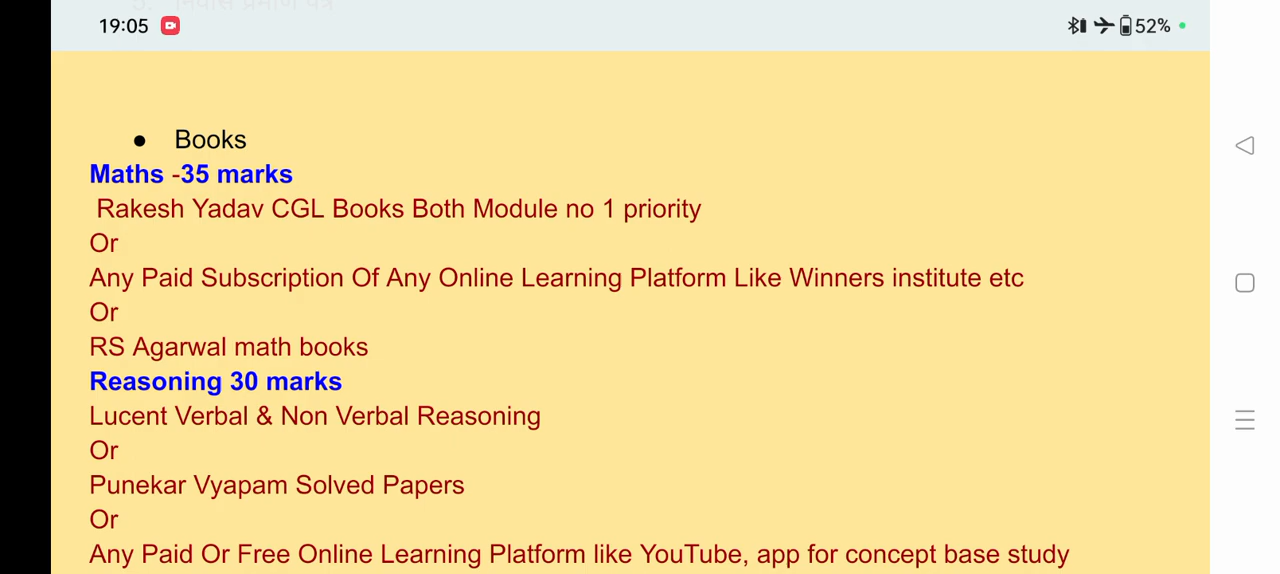 5. निवास प्रमाण पत्र
19:05
52%
● Books
Maths -35 marks
Rakesh Yadav CGL Books Both Module no 1 priority
Or
Any Paid Subscription Of Any Online Learning Platform Like Winners institute etc
Or
RS Agarwal math books
Reasoning 30 marks
Lucent Verbal & Non Verbal Reasoning
Or
Punekar Vyapam Solved Papers
Or
Any Paid Or Free Online Learning Platform like YouTube, app for concept base study